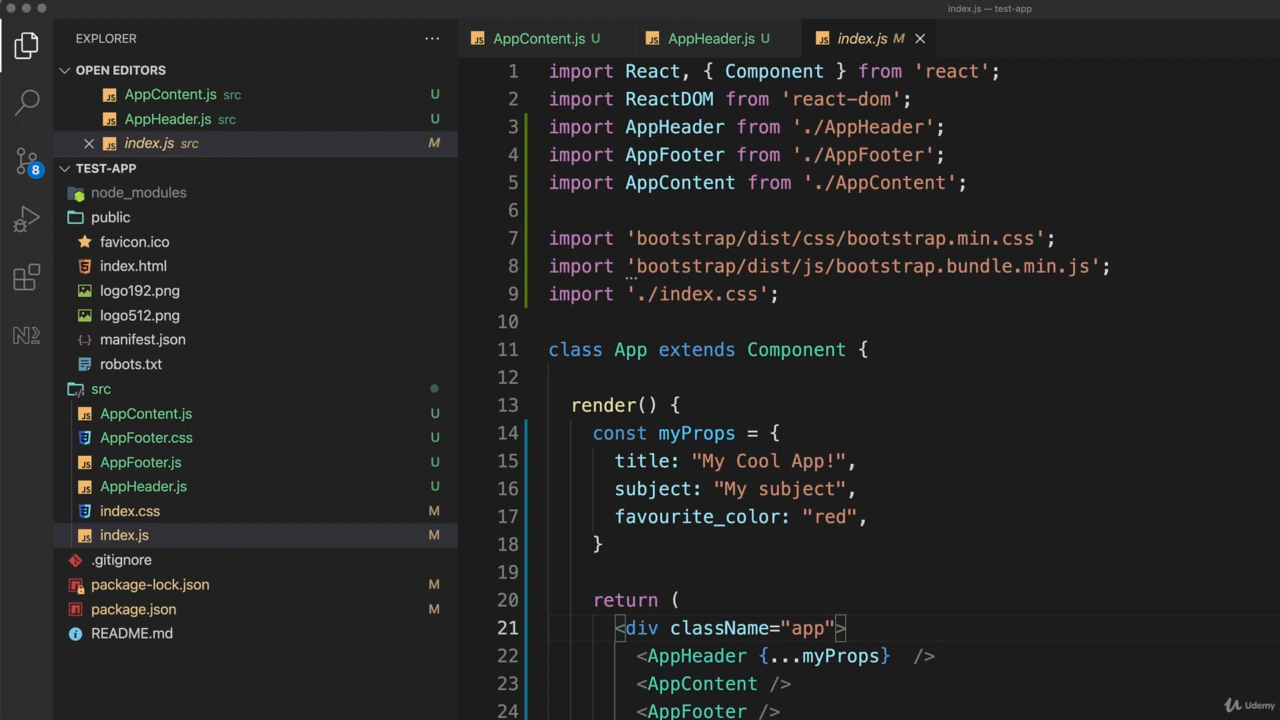 index.js — test-app
EXPLORER
OPEN EDITORS
AppContent.js src U
AppHeader.js src U
index.js src M
TEST-APP
node_modules
public
favicon.ico
index.html
logo192.png
logo512.png
manifest.json
robots.txt
src
AppContent.js U
AppFooter.css U
AppFooter.js U
AppHeader.js U
index.css M
index.js M
.gitignore
package-lock.json M
package.json M
README.md
8
AppContent.js U AppHeader.js U index.js M
1 import React, { Component } from 'react';
2 import ReactDOM from 'react-dom';
3 import AppHeader from './AppHeader';
4 import AppFooter from './AppFooter';
5 import AppContent from './AppContent';
6
7 import 'bootstrap/dist/css/bootstrap.min.css';
8 import 'bootstrap/dist/js/bootstrap.bundle.min.js';
9 import './index.css';
10
11 class App extends Component {
12
13 render() {
14 const myProps = {
15 title: "My Cool App!",
16 subject: "My subject",
17 favourite_color: "red",
18 }
19
20 return (
21 <div className="app">
22 <AppHeader {...myProps} />
23 <AppContent />
24 <AppFooter />
Udemy